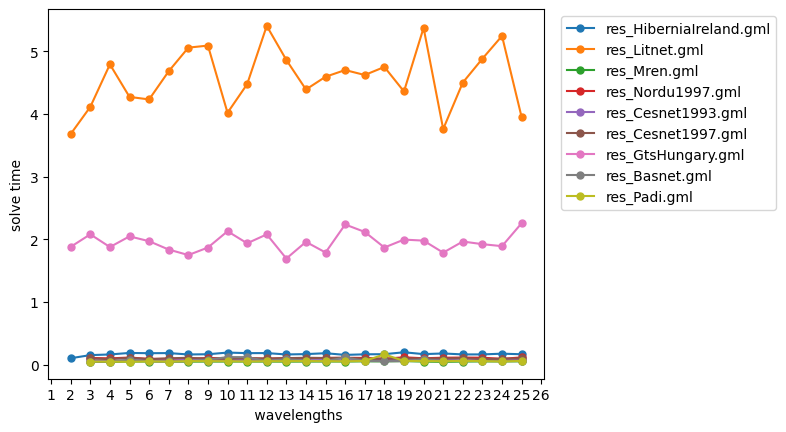 solve time
5
4
3
2
1
0
1 2 3 4 5 6 7 8 9 10 11 12 13 14 15 16 17 18 19 20 21 22 23 24 25 26
wavelengths
res_HiberniaIreland.gml
res_Litnet.gml
res_Mren.gml
res_Nordu1997.gml
res_Cesnet1993.gml
res_Cesnet1997.gml
res_GtsHungary.gml
res_Basnet.gml
res_Padi.gml